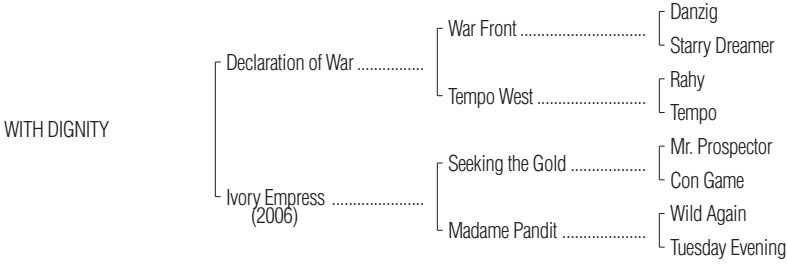 WITH DIGNITY
Declaration of War ................
War Front ..............................
Danzig
Starry Dreamer
Tempo West ..........................
Rahy
Tempo
Ivory Empress ......................
(2006)
Seeking the Gold ..................
Mr. Prospector
Con Game
Madame Pandit ....................
Wild Again
Tuesday Evening